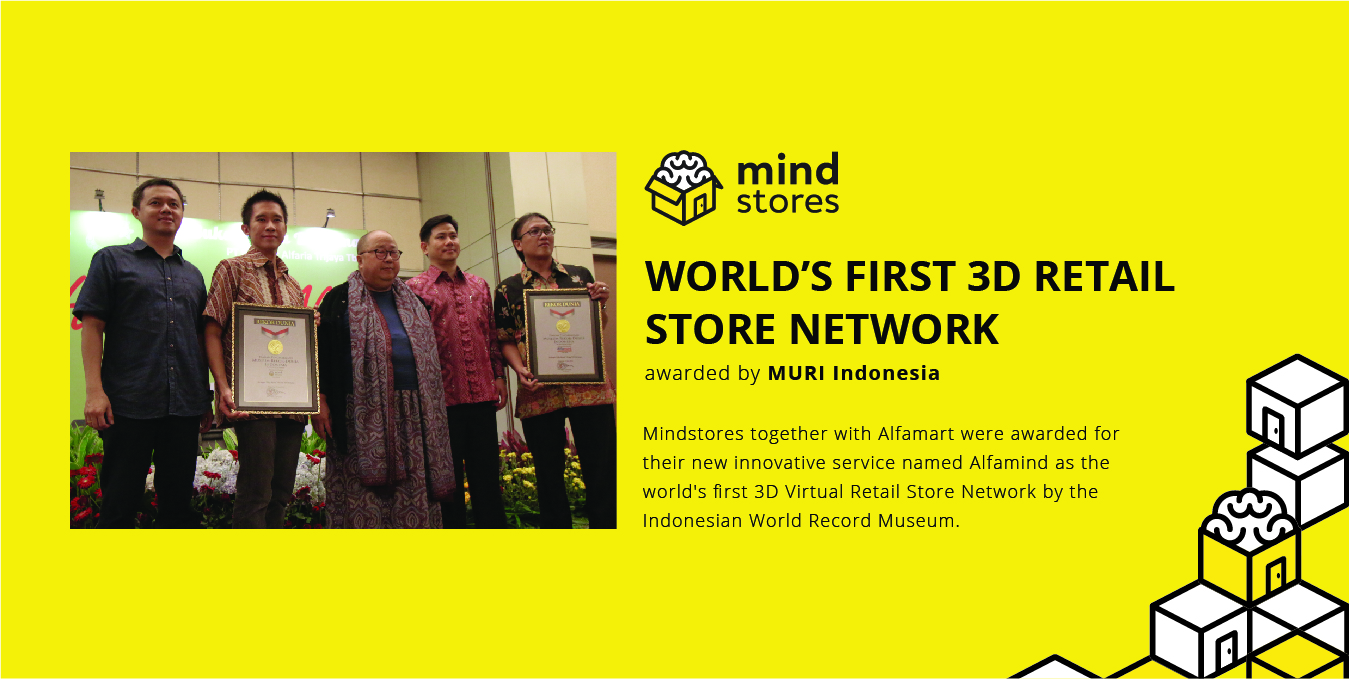 mind
stores
WORLD’S FIRST 3D RETAIL
STORE NETWORK
awarded by MURI Indonesia
Mindstores together with Alfamart were awarded for
their new innovative service named Alfamind as the
world's first 3D Virtual Retail Store Network by the
Indonesian World Record Museum.
REKOR DUNIA